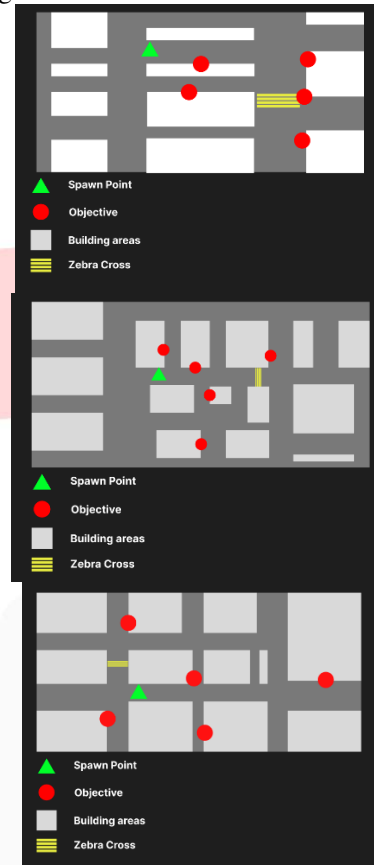 Spawn Point
Objective
Building areas
Zebra Cross
Spawn Point
Objective
Building areas
Zebra Cross
Spawn Point
Objective
Building areas
Zebra Cross